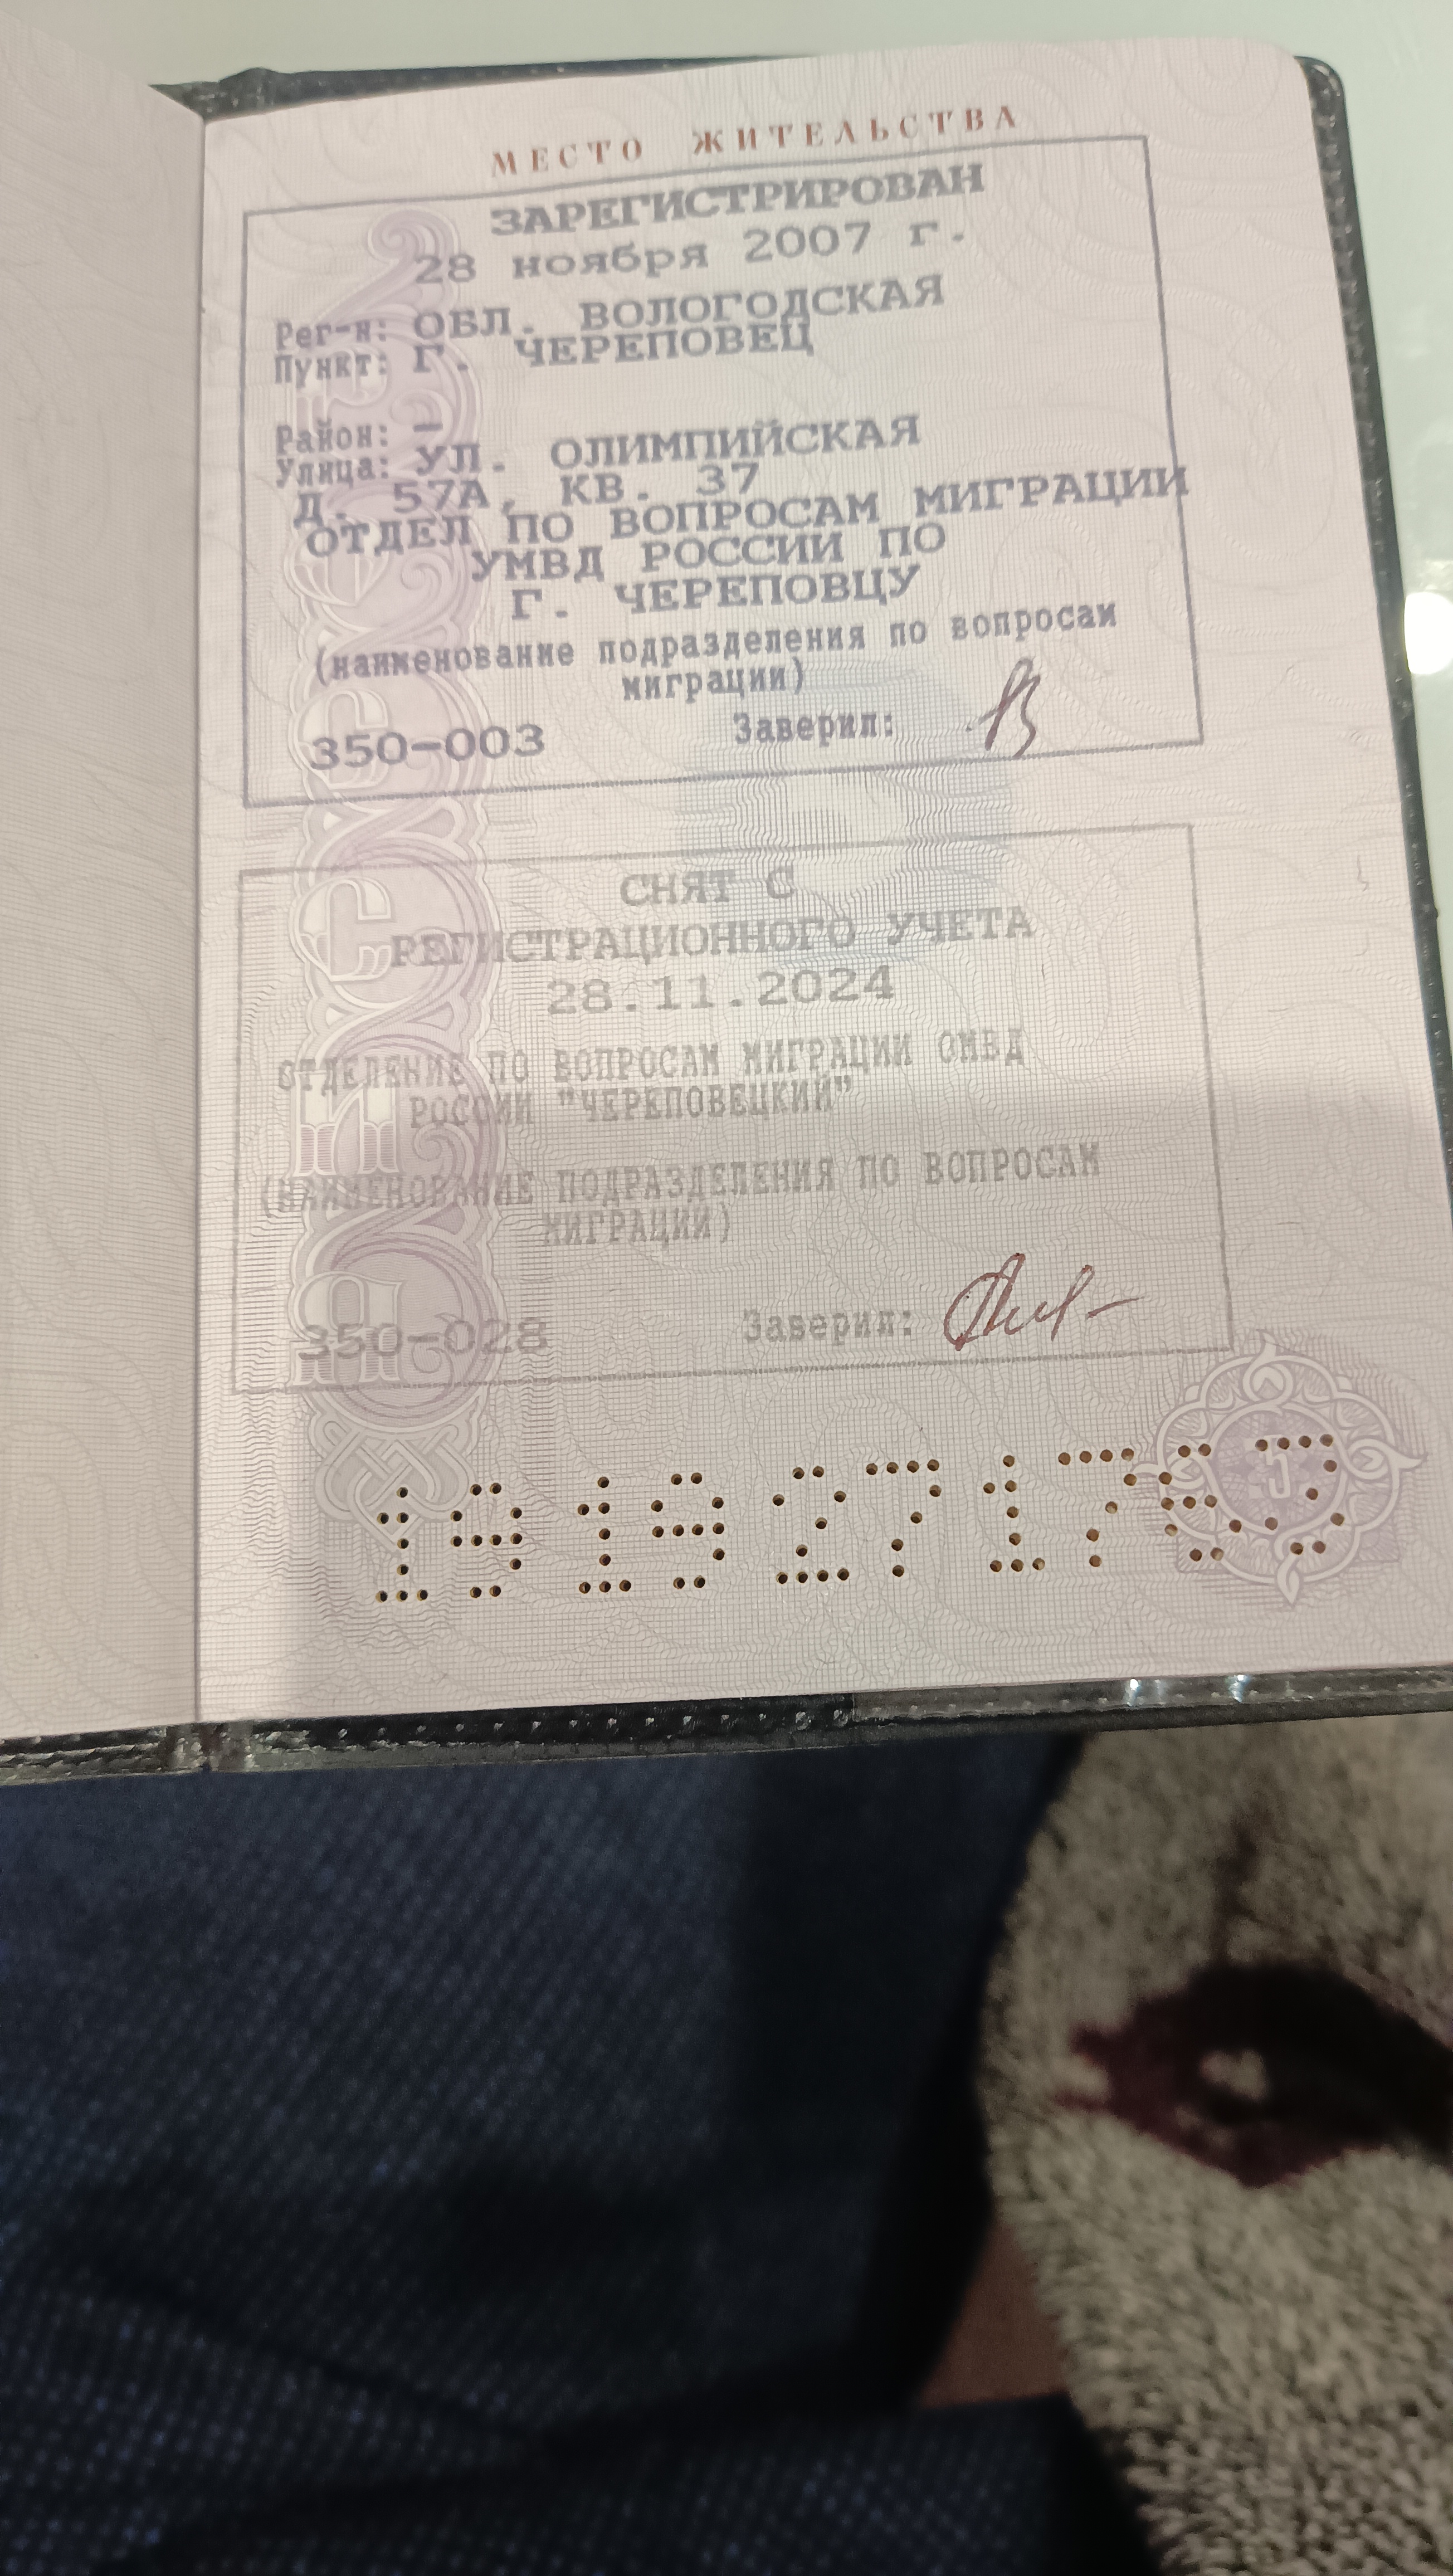 МЕСТО ЖИТЕЛЬСТВА
ЗАРЕГИСТРИРОВАН
28 ноября 2007 г.
Рег-н: ОБЛ. ВОЛОГОДСКАЯ
Пункт: Г. ЧЕРЕПОВЕЦ
Район: –
Улица: УЛ. ОЛИМПИЙСКАЯ
Д. 57А, КВ. 37
ОТДЕЛ ПО ВОПРОСАМ МИГРАЦИИ
УМВД РОССИИ ПО
Г. ЧЕРЕПОВЦУ
(наименование подразделения по вопросам
миграции)
350-003 Заверил:
СНЯТ С
РЕГИСТРАЦИОННОГО УЧЕТА
28.11.2024
ОТДЕЛЕНИЕ ПО ВОПРОСАМ МИГРАЦИИ ОМВД
РОССИИ "ЧЕРЕПОВЕЦКИЙ"
(НАИМЕНОВАНИЕ ПОДРАЗДЕЛЕНИЯ ПО ВОПРОСАМ
МИГРАЦИИ)
350-028 Заверил:
РОССИЯ
5